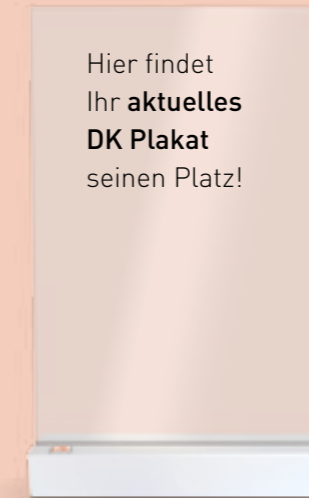 Hier findet
Ihr aktuelles
DK Plakat
seinen Platz!